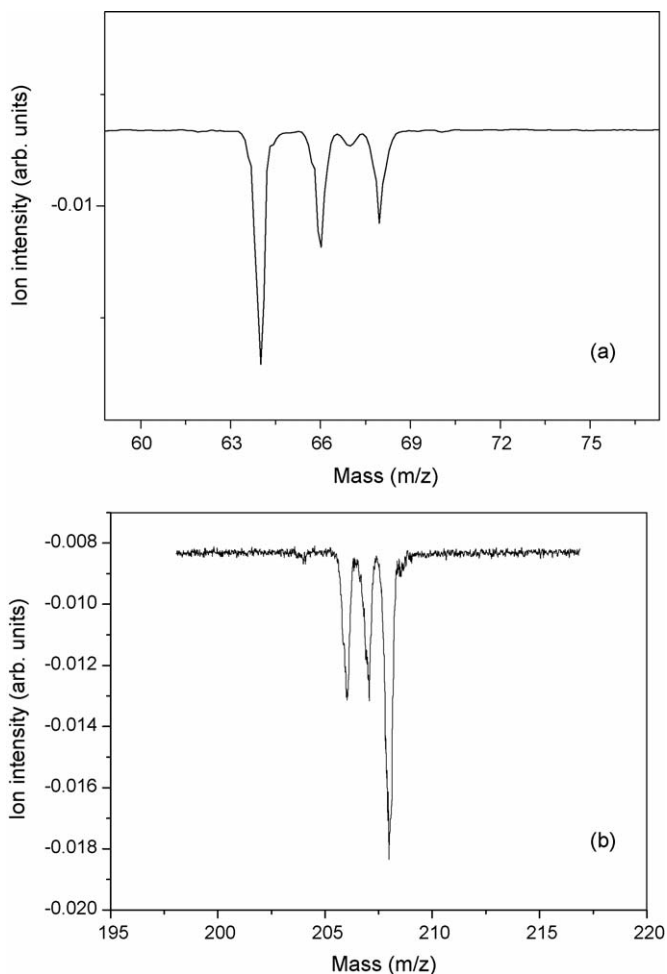 Ion intensity (arb. units)
-0.01
(a)
60 63 66 69 72 75
Mass (m/z)
Ion intensity (arb. units)
-0.008
-0.010
-0.012
-0.014
-0.016
-0.018
-0.020
(b)
195 200 205 210 215 220
Mass (m/z)